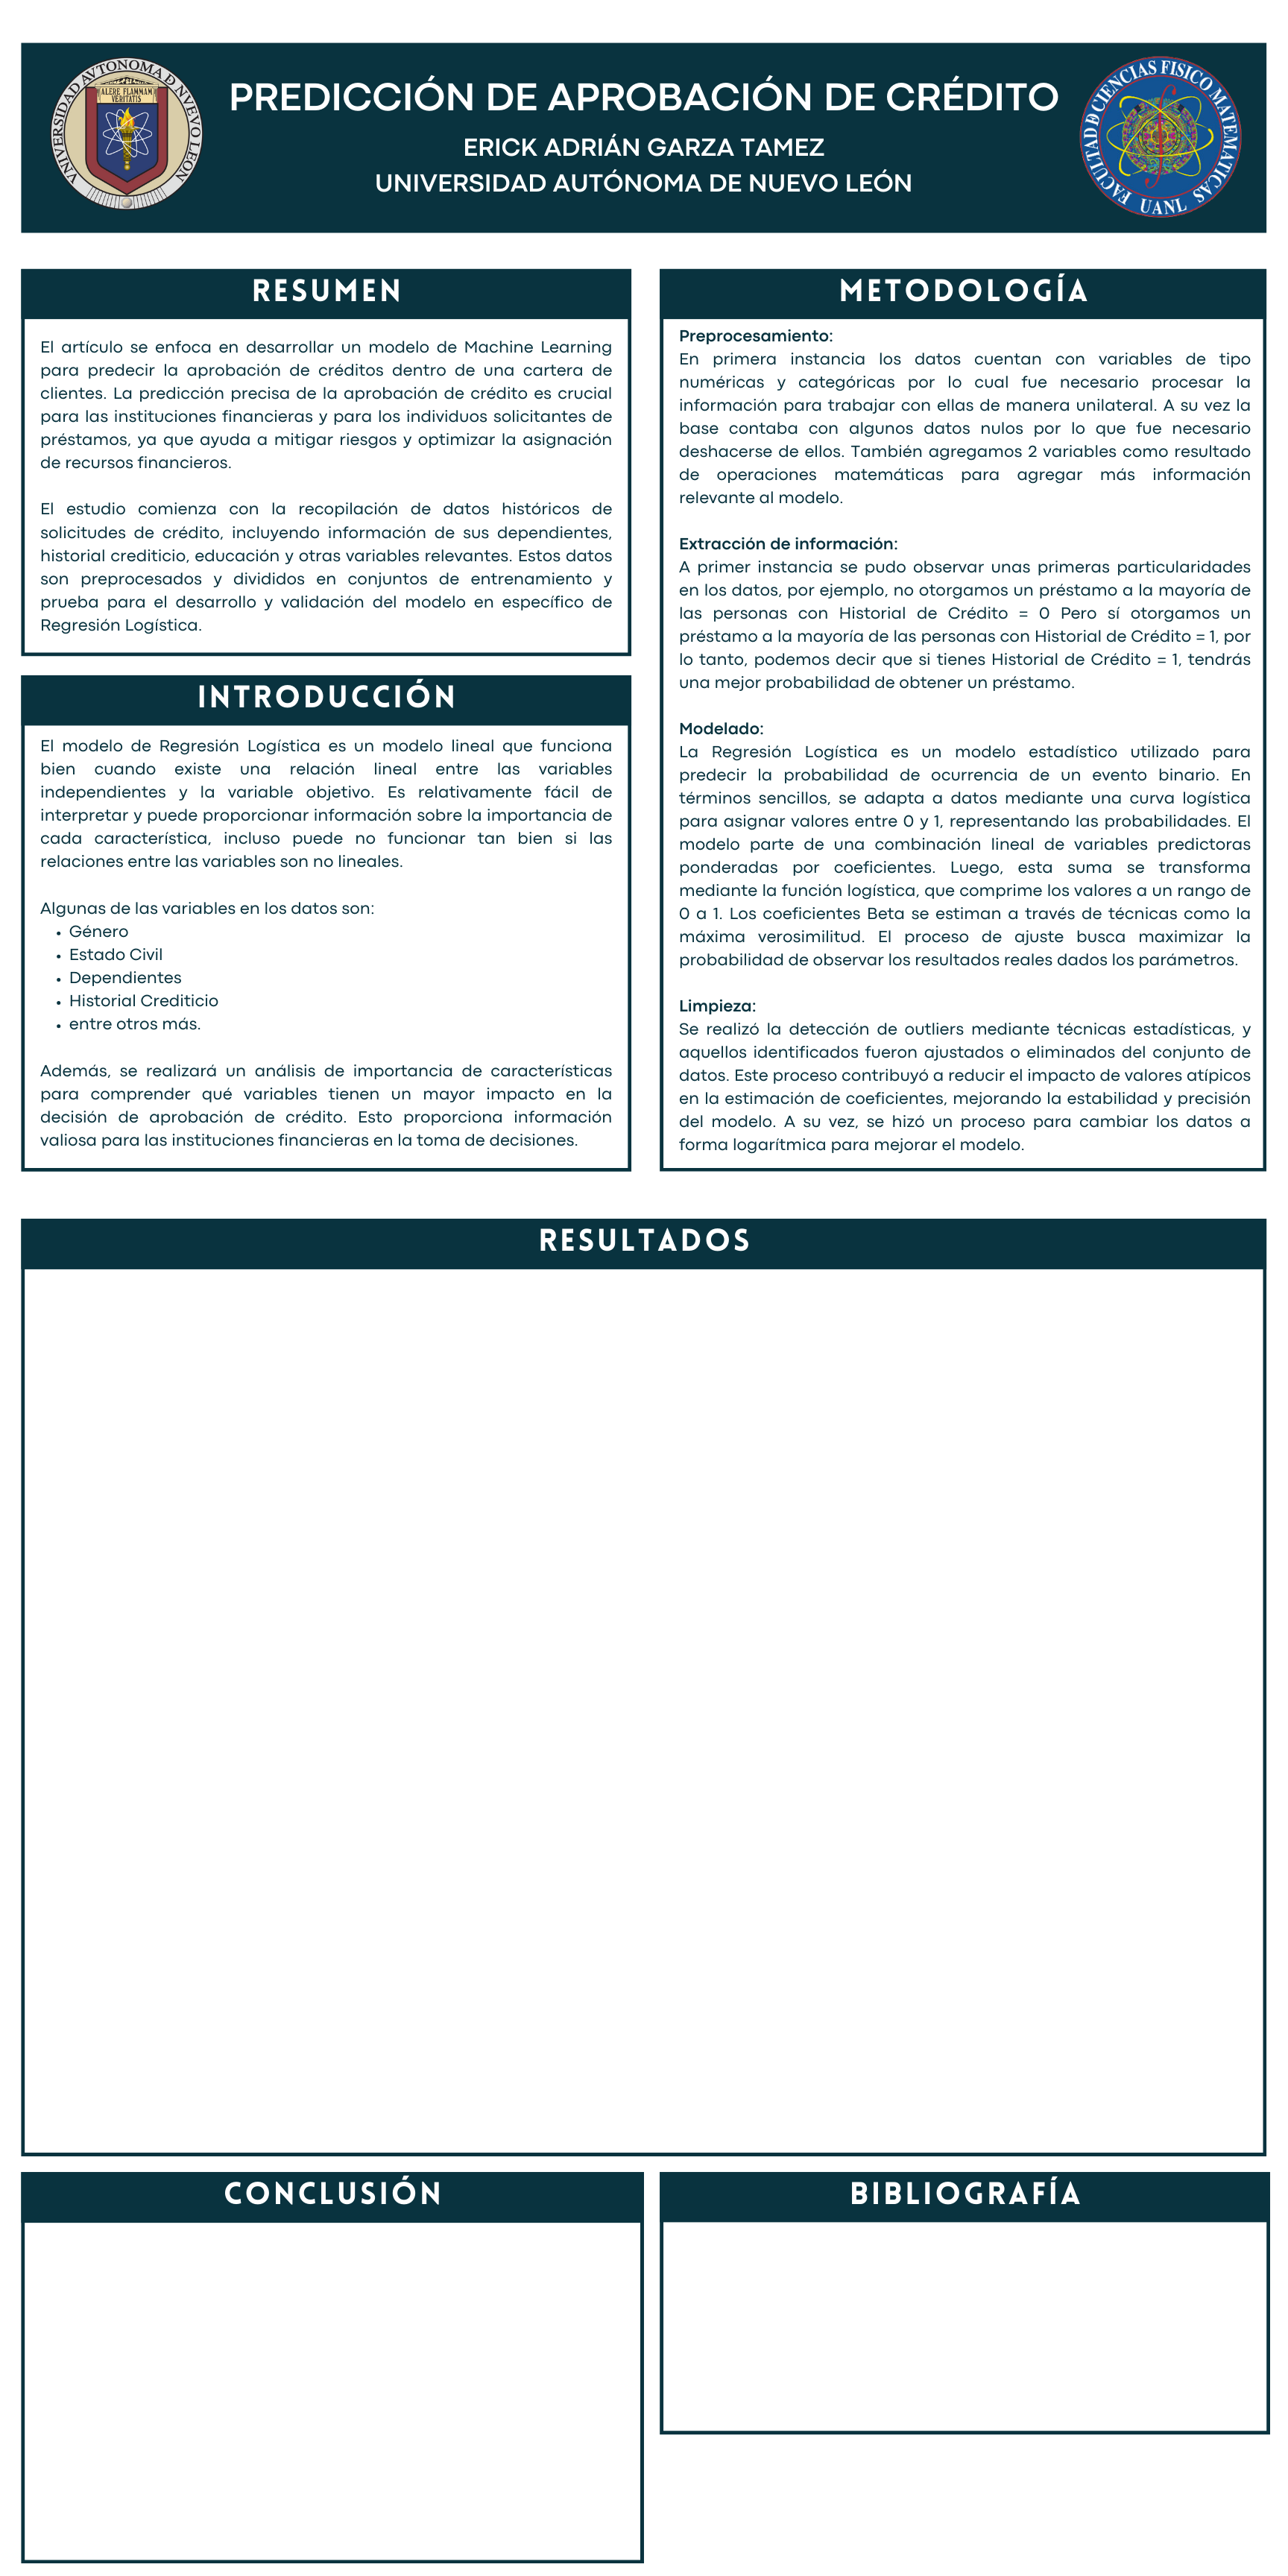 UNIVERSIDAD AVTONOMA D NVEVO LEON
ALERE FLAMMAM
VERITATIS
PREDICCIÓN DE APROBACIÓN DE CRÉDITO
ERICK ADRIÁN GARZA TAMEZ
UNIVERSIDAD AUTÓNOMA DE NUEVO LEÓN
FACULTAD D CIENCIAS FISICO MATEMATICAS
UANL
RESUMEN
El artículo se enfoca en desarrollar un modelo de Machine Learning
para predecir la aprobación de créditos dentro de una cartera de
clientes. La predicción precisa de la aprobación de crédito es crucial
para las instituciones financieras y para los individuos solicitantes de
préstamos, ya que ayuda a mitigar riesgos y optimizar la asignación
de recursos financieros.
El estudio comienza con la recopilación de datos históricos de
solicitudes de crédito, incluyendo información de sus dependientes,
historial crediticio, educación y otras variables relevantes. Estos datos
son preprocesados y divididos en conjuntos de entrenamiento y
prueba para el desarrollo y validación del modelo en específico de
Regresión Logística.
INTRODUCCIÓN
El modelo de Regresión Logística es un modelo lineal que funciona
bien cuando existe una relación lineal entre las variables
independientes y la variable objetivo. Es relativamente fácil de
interpretar y puede proporcionar información sobre la importancia de
cada característica, incluso puede no funcionar tan bien si las
relaciones entre las variables son no lineales.
Algunas de las variables en los datos son:
• Género
• Estado Civil
• Dependientes
• Historial Crediticio
• entre otros más.
Además, se realizará un análisis de importancia de características
para comprender qué variables tienen un mayor impacto en la
decisión de aprobación de crédito. Esto proporciona información
valiosa para las instituciones financieras en la toma de decisiones.
METODOLOGÍA
Preprocesamiento:
En primera instancia los datos cuentan con variables de tipo
numéricas y categóricas por lo cual fue necesario procesar la
información para trabajar con ellas de manera unilateral. A su vez la
base contaba con algunos datos nulos por lo que fue necesario
deshacerse de ellos. También agregamos 2 variables como resultado
de operaciones matemáticas para agregar más información
relevante al modelo.
Extracción de información:
A primer instancia se pudo observar unas primeras particularidades
en los datos, por ejemplo, no otorgamos un préstamo a la mayoría de
las personas con Historial de Crédito = 0 Pero sí otorgamos un
préstamo a la mayoría de las personas con Historial de Crédito = 1, por
lo tanto, podemos decir que si tienes Historial de Crédito = 1, tendrás
una mejor probabilidad de obtener un préstamo.
Modelado:
La Regresión Logística es un modelo estadístico utilizado para
predecir la probabilidad de ocurrencia de un evento binario. En
términos sencillos, se adapta a datos mediante una curva logística
para asignar valores entre 0 y 1, representando las probabilidades. El
modelo parte de una combinación lineal de variables predictoras
ponderadas por coeficientes. Luego, esta suma se transforma
mediante la función logística, que comprime los valores a un rango de
0 a 1. Los coeficientes Beta se estiman a través de técnicas como la
máxima verosimilitud. El proceso de ajuste busca maximizar la
probabilidad de observar los resultados reales dados los parámetros.
Limpieza:
Se realizó la detección de outliers mediante técnicas estadísticas, y
aquellos identificados fueron ajustados o eliminados del conjunto de
datos. Este proceso contribuyó a reducir el impacto de valores atípicos
en la estimación de coeficientes, mejorando la estabilidad y precisión
del modelo. A su vez, se hizó un proceso para cambiar los datos a
forma logarítmica para mejorar el modelo.
RESULTADOS
CONCLUSIÓN
BIBLIOGRAFÍA